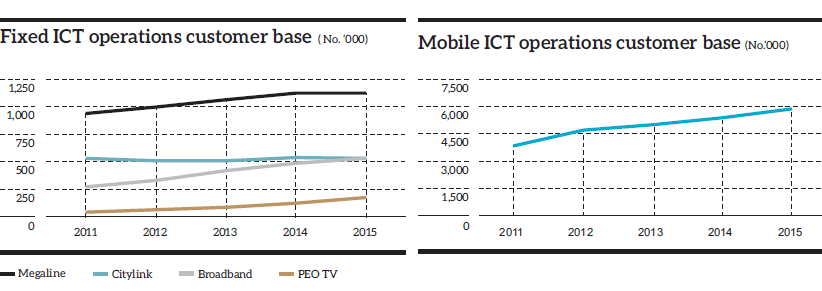 Fixed ICT operations customer base ( No. '000)
1,250
1,000
750
500
250
0
2011 2012 2013 2014 2015
Megaline Citylink Broadband PEO TV
Mobile ICT operations customer base (No.'000)
7,500
6,000
4,500
3,000
1,500
0
2011 2012 2013 2014 2015